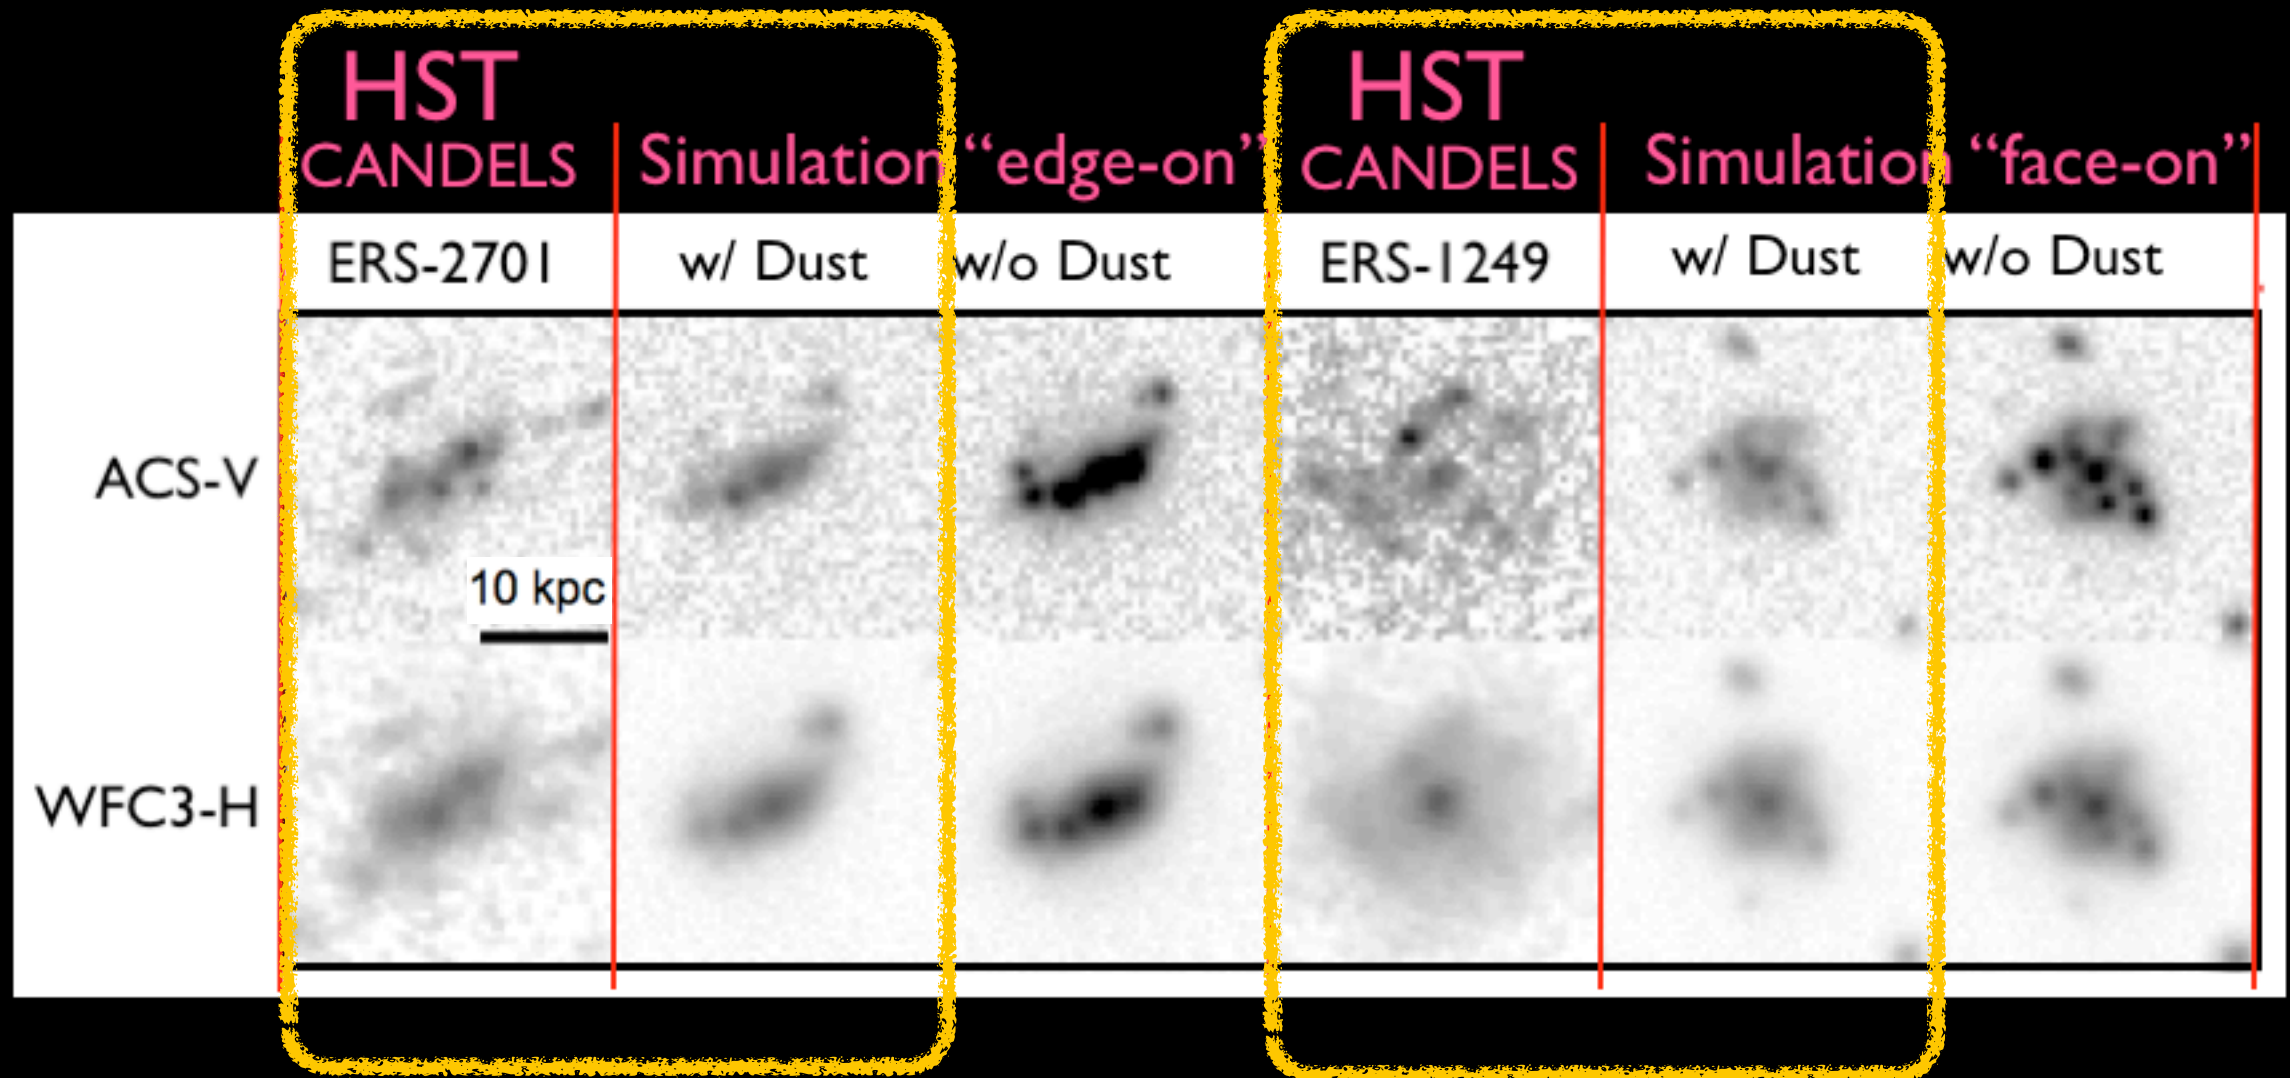 HST
HST
CANDELS
Simulation “edge-on”
CANDELS
Simulation “face-on”
ERS-2701
w/ Dust
w/o Dust
ERS-1249
w/ Dust
w/o Dust
ACS-V
10 kpc
WFC3-H